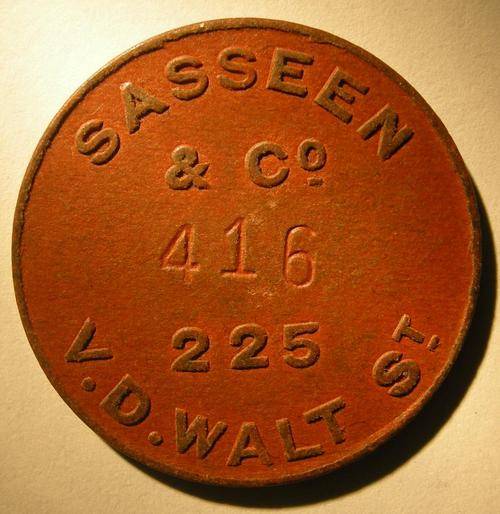 SASSEEN
& Cº
416
225
V.D. WALT ST